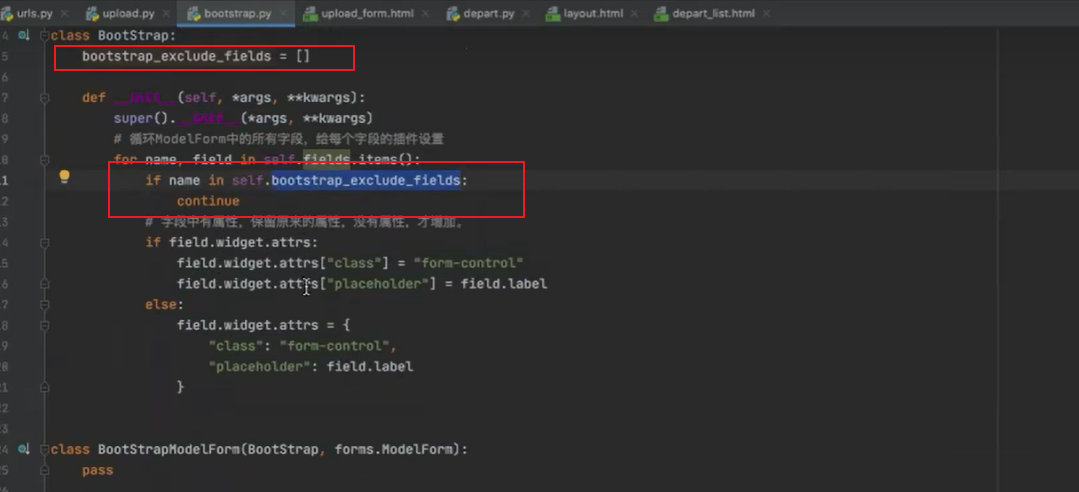 urls.py × upload.py × bootstrap.py × upload_form.html × depart.py × layout.html × depart_list.html ×
4 class BootStrap:
5 bootstrap_exclude_fields = []
6
7 def __init__(self, *args, **kwargs):
8 super().__init__(*args, **kwargs)
9 # 循环ModelForm中的所有字段，给每个字段的插件设置
10 for name, field in self.fields.items():
11 if name in self.bootstrap_exclude_fields:
12 continue
13 # 字段中有属性，保留原来的属性，没有属性，才增加。
14 if field.widget.attrs:
15 field.widget.attrs["class"] = "form-control"
16 field.widget.attrs["placeholder"] = field.label
17 else:
18 field.widget.attrs = {
19 "class": "form-control",
20 "placeholder": field.label
21 }
22
23
24 class BootStrapModelForm(BootStrap, forms.ModelForm):
25 pass
26